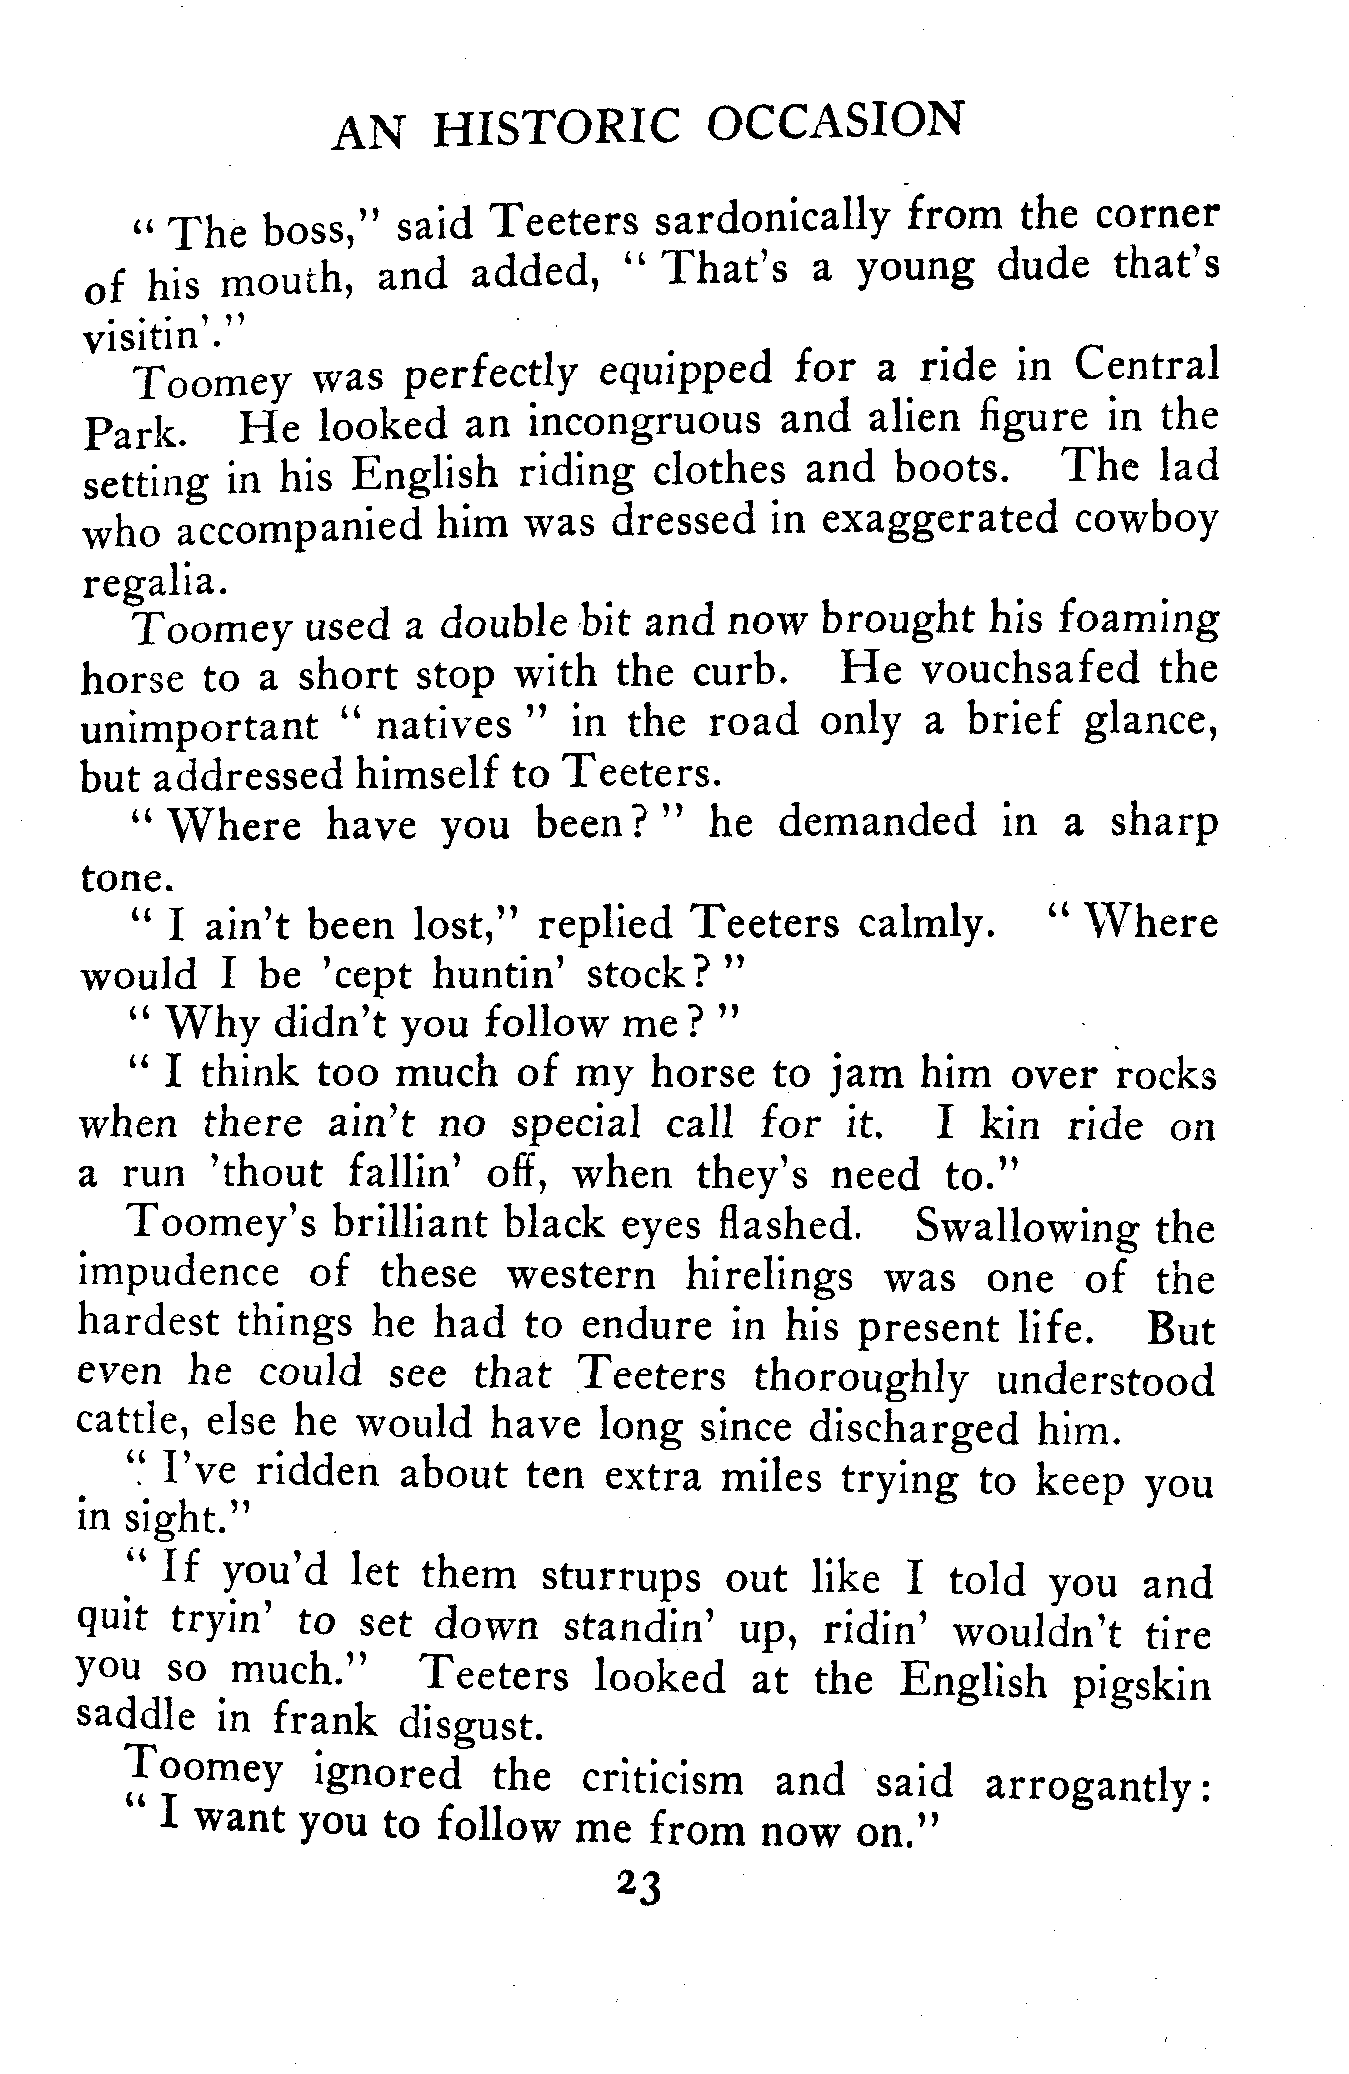 AN HISTORIC OCCASION
“ The boss,” said Teeters sardonically from the corner
of his mouth, and added, “ That’s a young dude that’s
visitin’.”
Toomey was perfectly equipped for a ride in Central
Park. He looked an incongruous and alien figure in the
setting in his English riding clothes and boots. The lad
who accompanied him was dressed in exaggerated cowboy
regalia.
Toomey used a double bit and now brought his foaming
horse to a short stop with the curb. He vouchsafed the
unimportant “ natives ” in the road only a brief glance,
but addressed himself to Teeters.
“ Where have you been? ” he demanded in a sharp
tone.
“ I ain’t been lost,” replied Teeters calmly. “ Where
would I be ’cept huntin’ stock? ”
“ Why didn’t you follow me? ”
“ I think too much of my horse to jam him over rocks
when there ain’t no special call for it. I kin ride on
a run ’thout fallin’ off, when they’s need to.”
Toomey’s brilliant black eyes flashed. Swallowing the
impudence of these western hirelings was one of the
hardest things he had to endure in his present life. But
even he could see that Teeters thoroughly understood
cattle, else he would have long since discharged him.
“ I’ve ridden about ten extra miles trying to keep you
in sight.”
“ If you’d let them sturrups out like I told you and
quit tryin’ to set down standin’ up, ridin’ wouldn’t tire
you so much.” Teeters looked at the English pigskin
saddle in frank disgust.
Toomey ignored the criticism and said arrogantly:
“ I want you to follow me from now on.”
23